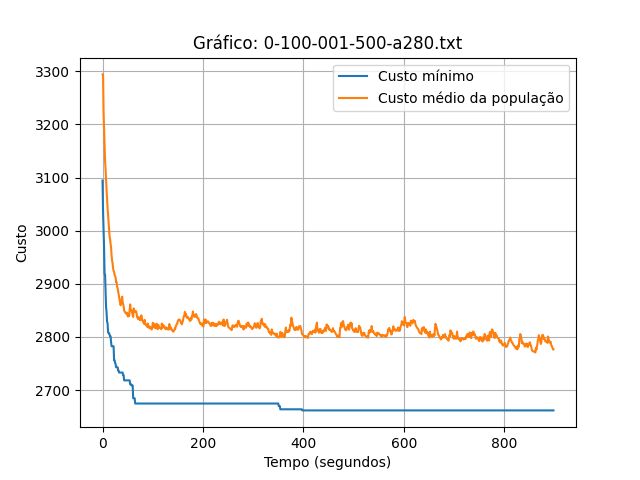 Gráfico: 0-100-001-500-a280.txt
Custo mínimo
Custo médio da população
3300
3200
3100
3000
2900
2800
2700
Custo
0 200 400 600 800
Tempo (segundos)